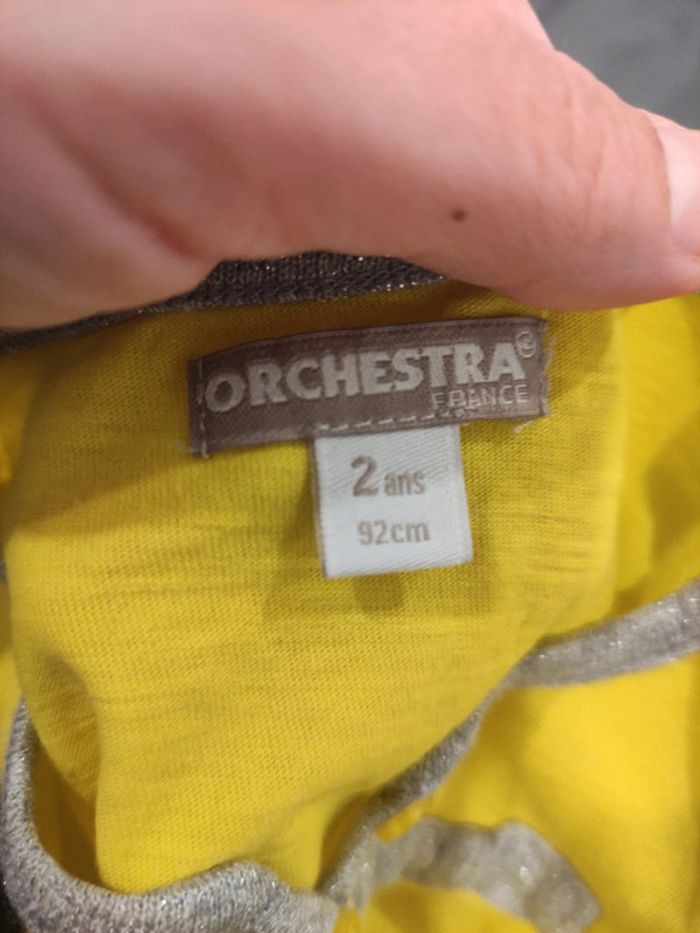 ORCHESTRA®
FRANCE
2 ans
92cm